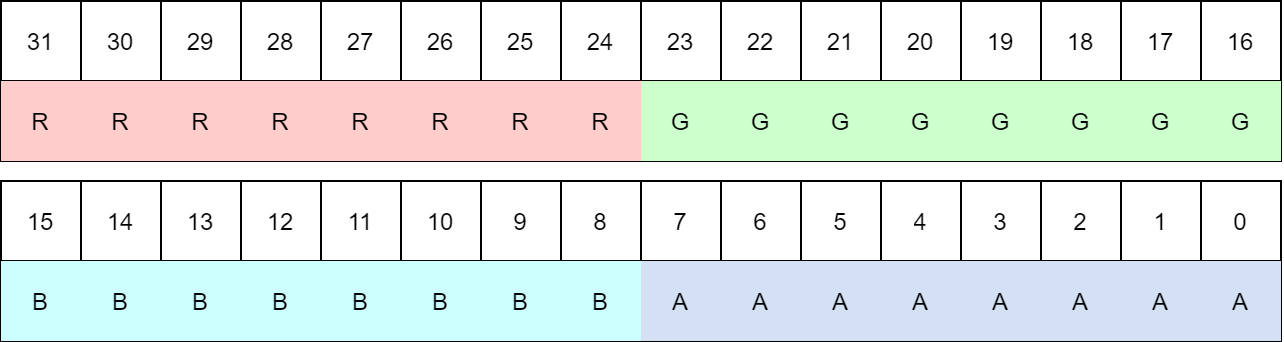 31 30 29 28 27 26 25 24 23 22 21 20 19 18 17 16
R R R R R R R R G G G G G G G G
15 14 13 12 11 10 9 8 7 6 5 4 3 2 1 0
B B B B B B B B A A A A A A A A